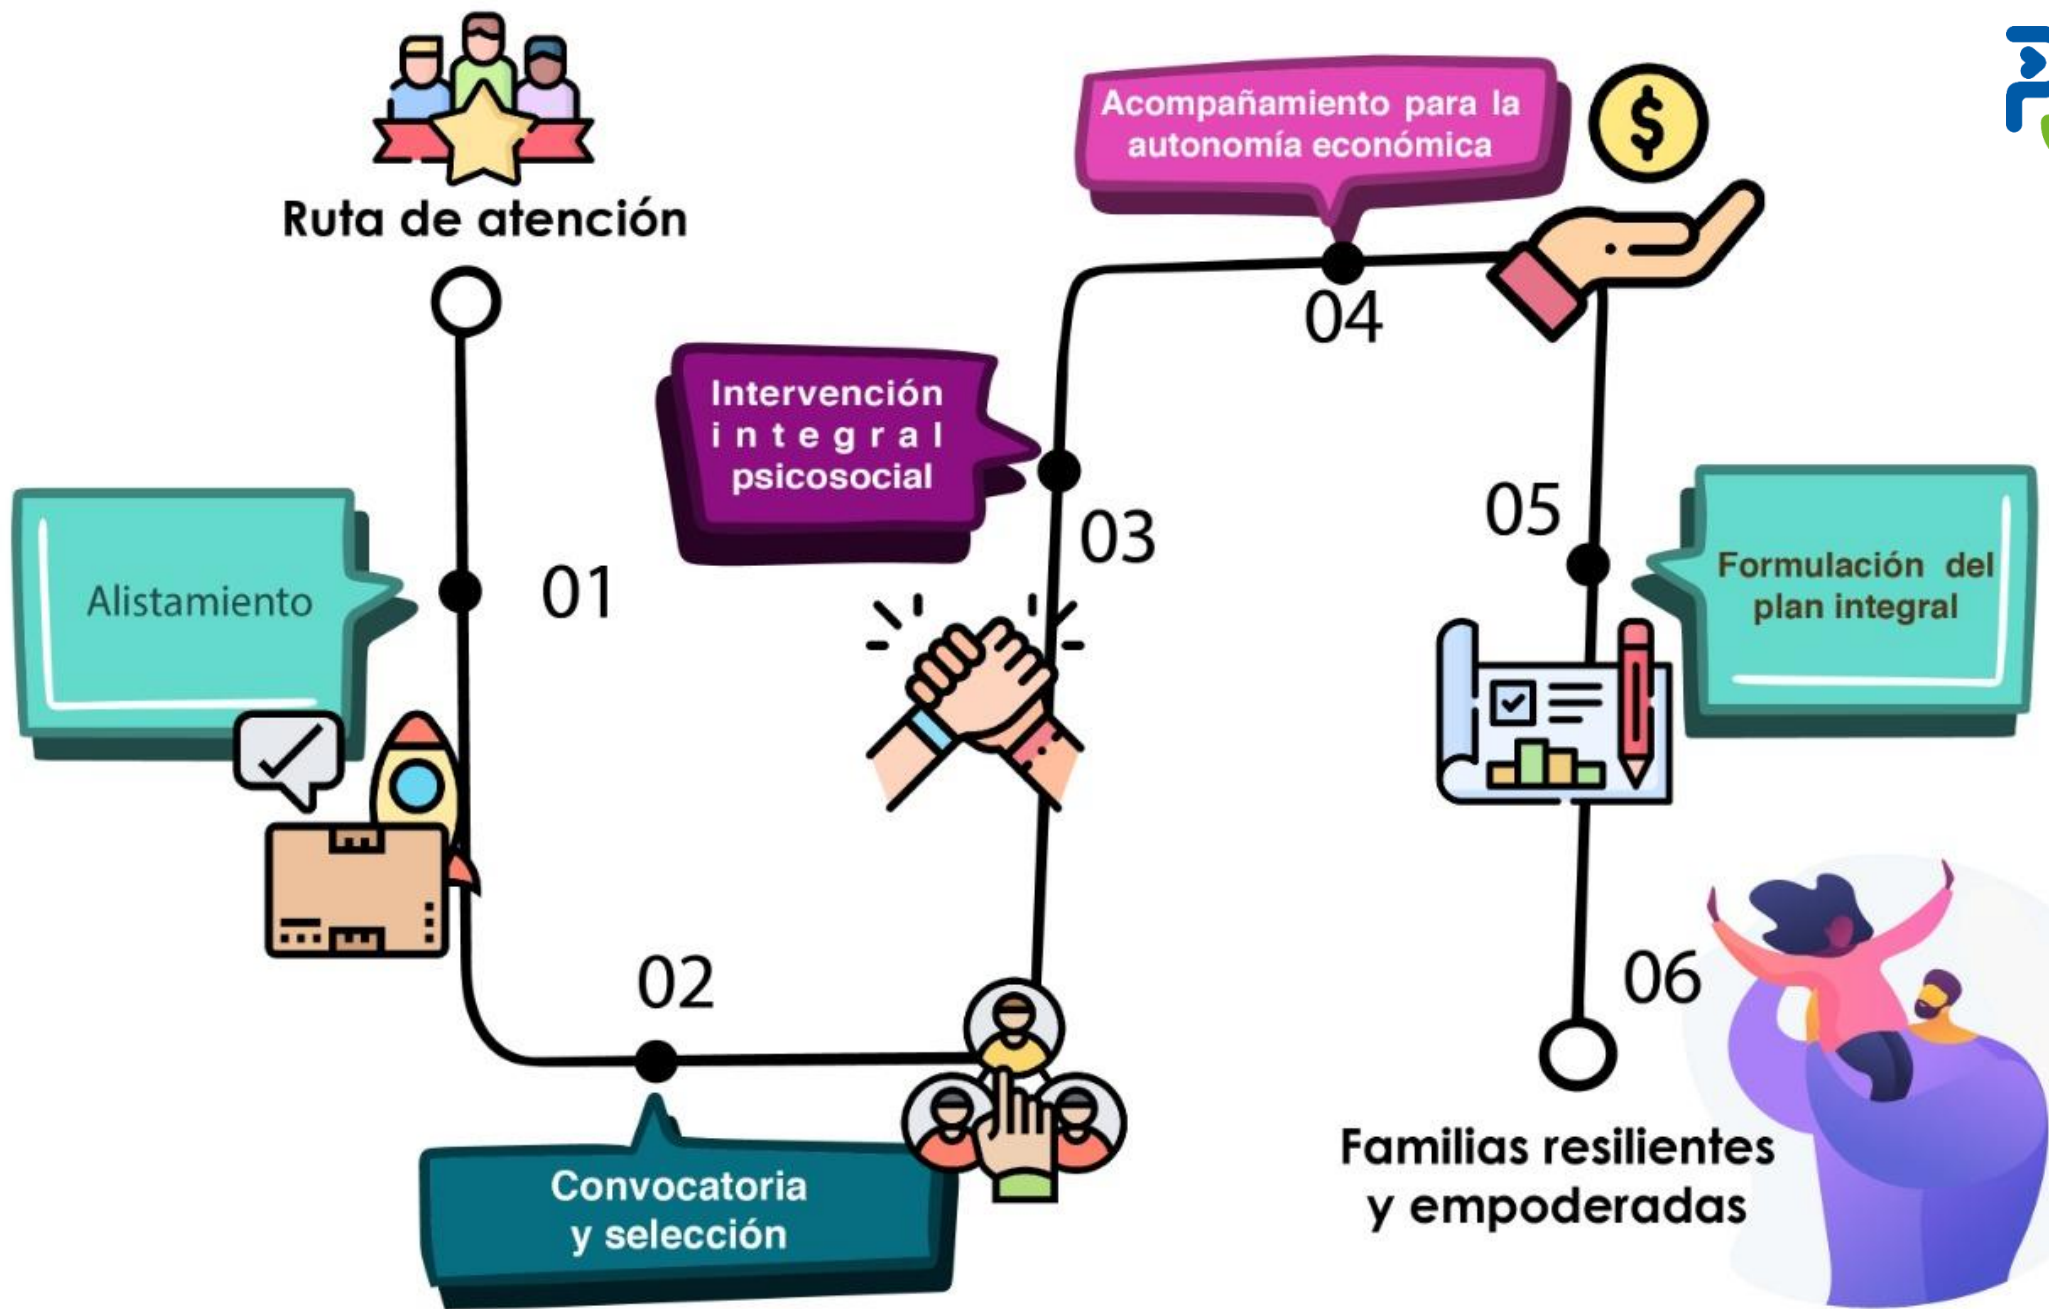 Ruta de atención
Alistamiento
01
02
Convocatoria
y selección
Intervención
integral
psicosocial
03
Acompañamiento para la
autonomía económica
$
04
05
Formulación del
plan integral
06
Familias resilientes
y empoderadas